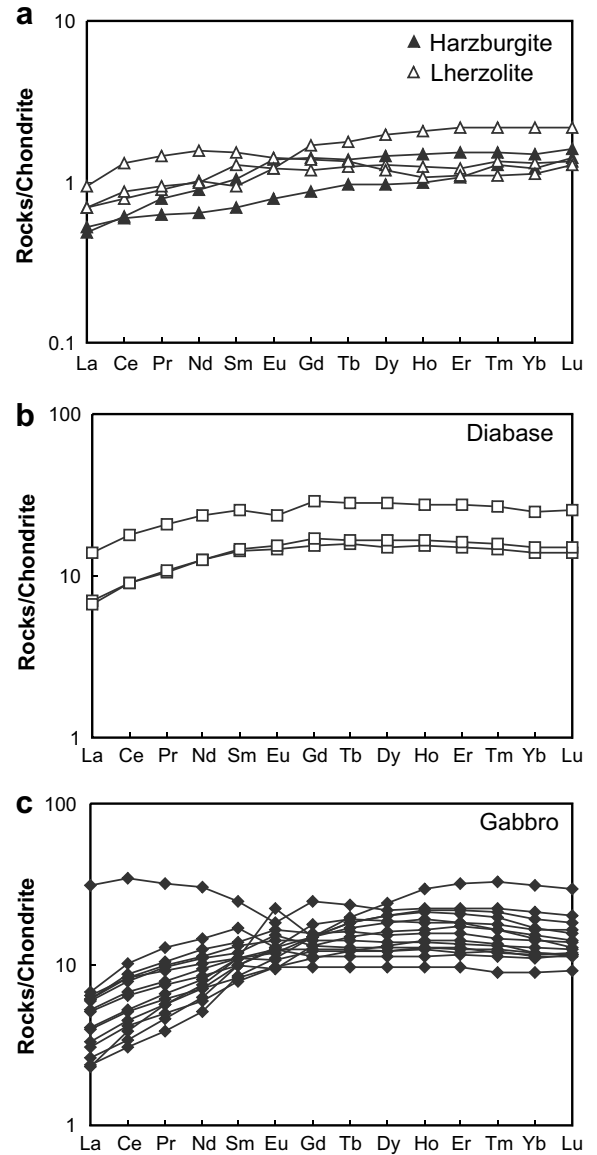 a
10
Harzburgite
Lherzolite
Rocks/Chondrite
1
0.1
La Ce Pr Nd Sm Eu Gd Tb Dy Ho Er Tm Yb Lu
b
100
Diabase
Rocks/Chondrite
10
1
La Ce Pr Nd Sm Eu Gd Tb Dy Ho Er Tm Yb Lu
c
100
Gabbro
Rocks/Chondrite
10
1
La Ce Pr Nd Sm Eu Gd Tb Dy Ho Er Tm Yb Lu